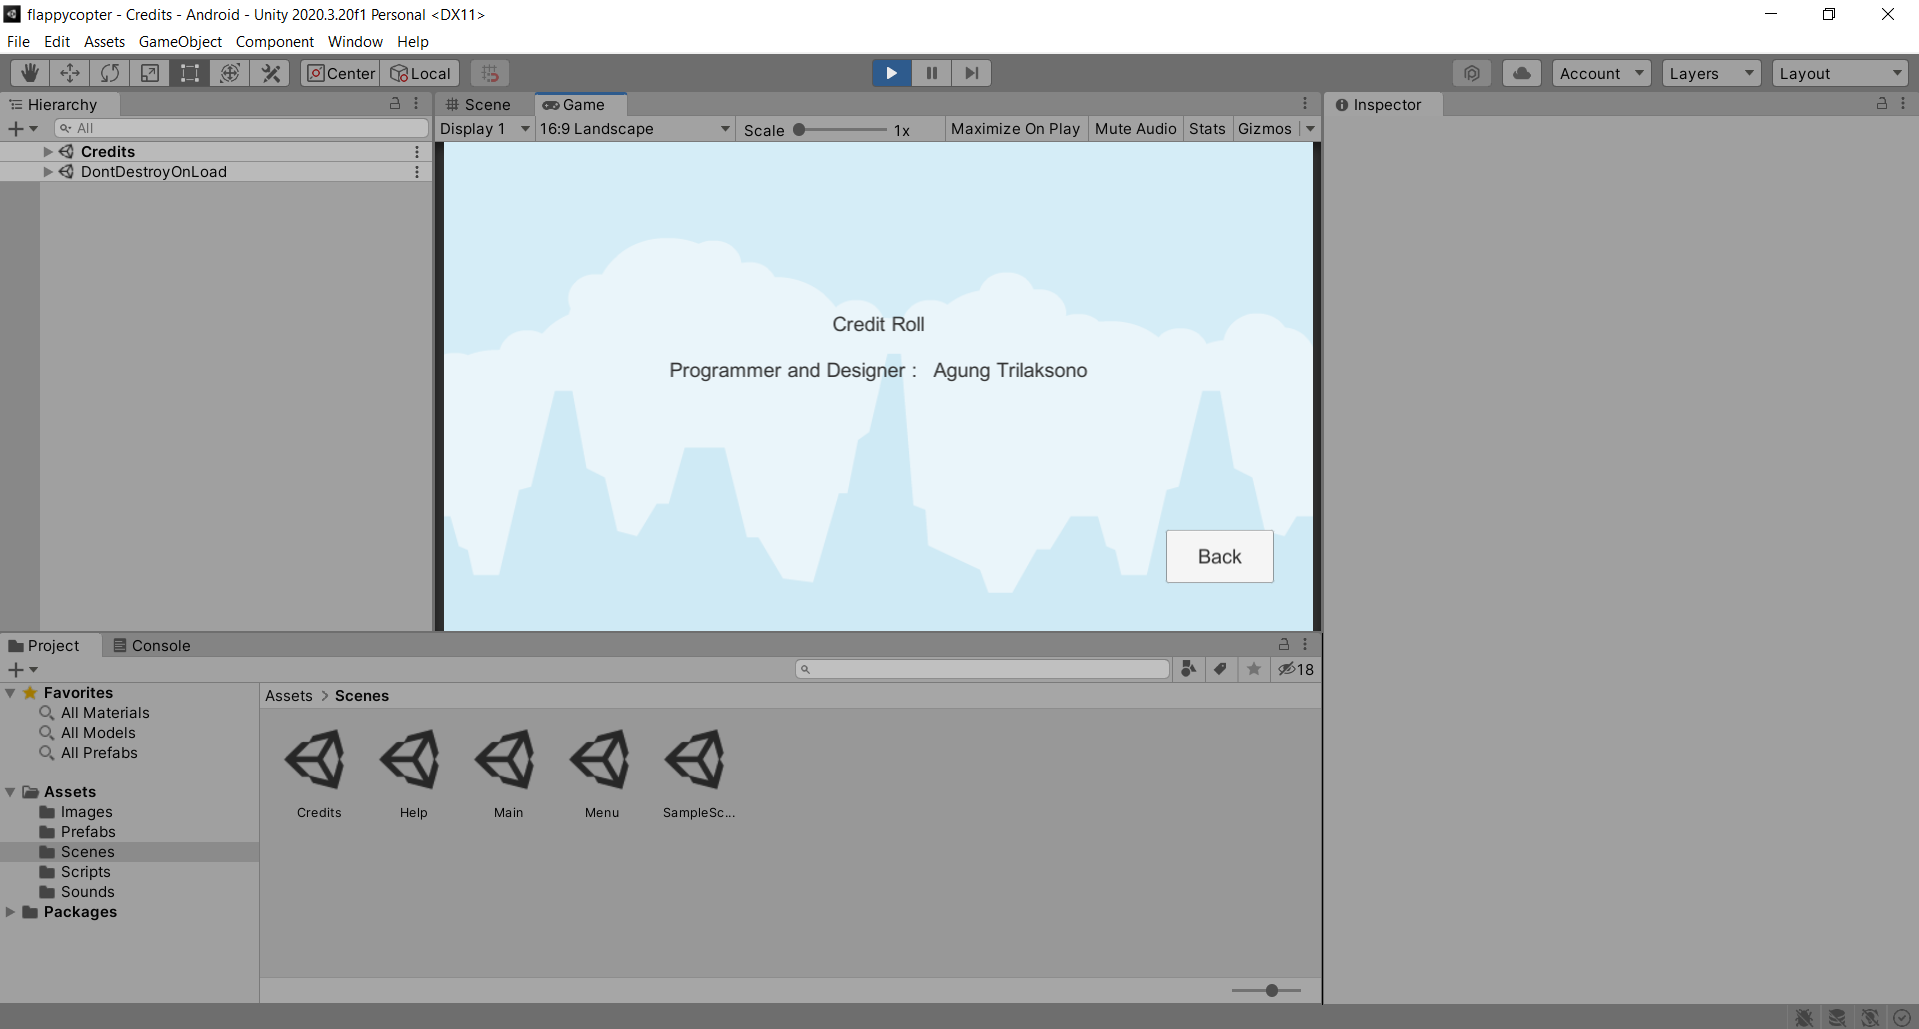 flappycopter - Credits - Android - Unity 2020.3.20f1 Personal <DX11>
File Edit Assets GameObject Component Window Help
Center Local Account Layers Layout
Hierarchy
All
Credits
DontDestroyOnLoad
Scene Game
Display 1 16:9 Landscape Scale 1x Maximize On Play Mute Audio Stats Gizmos
Credit Roll
Programmer and Designer : Agung Trilaksono
Back
Inspector
Project Console
18
Favorites
All Materials
All Models
All Prefabs
Assets
Images
Prefabs
Scenes
Scripts
Sounds
Packages
Assets > Scenes
Credits Help Main Menu SampleSc...